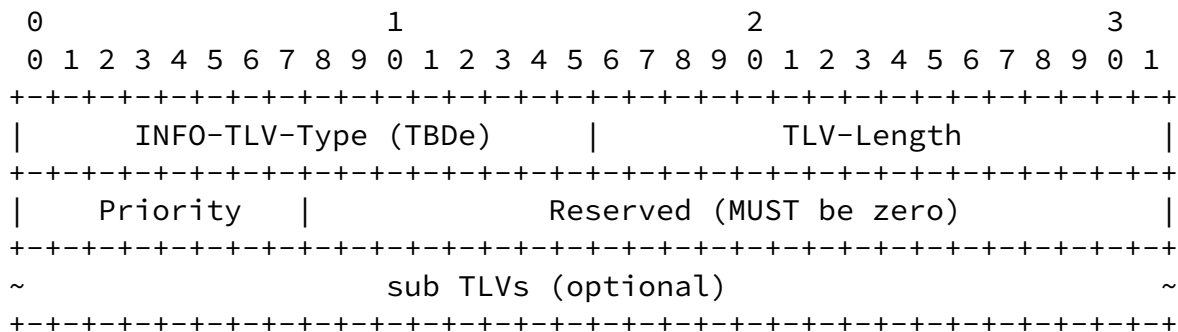 0                   1                   2                   3
 0 1 2 3 4 5 6 7 8 9 0 1 2 3 4 5 6 7 8 9 0 1 2 3 4 5 6 7 8 9 0 1
+-+-+-+-+-+-+-+-+-+-+-+-+-+-+-+-+-+-+-+-+-+-+-+-+-+-+-+-+-+-+-+-+
|      INFO-TLV-Type (TBDe)     |          TLV-Length           |
+-+-+-+-+-+-+-+-+-+-+-+-+-+-+-+-+-+-+-+-+-+-+-+-+-+-+-+-+-+-+-+-+
|    Priority   |             Reserved (MUST be zero)           |
+-+-+-+-+-+-+-+-+-+-+-+-+-+-+-+-+-+-+-+-+-+-+-+-+-+-+-+-+-+-+-+-+
~                    sub TLVs (optional)                        ~
+-+-+-+-+-+-+-+-+-+-+-+-+-+-+-+-+-+-+-+-+-+-+-+-+-+-+-+-+-+-+-+-+